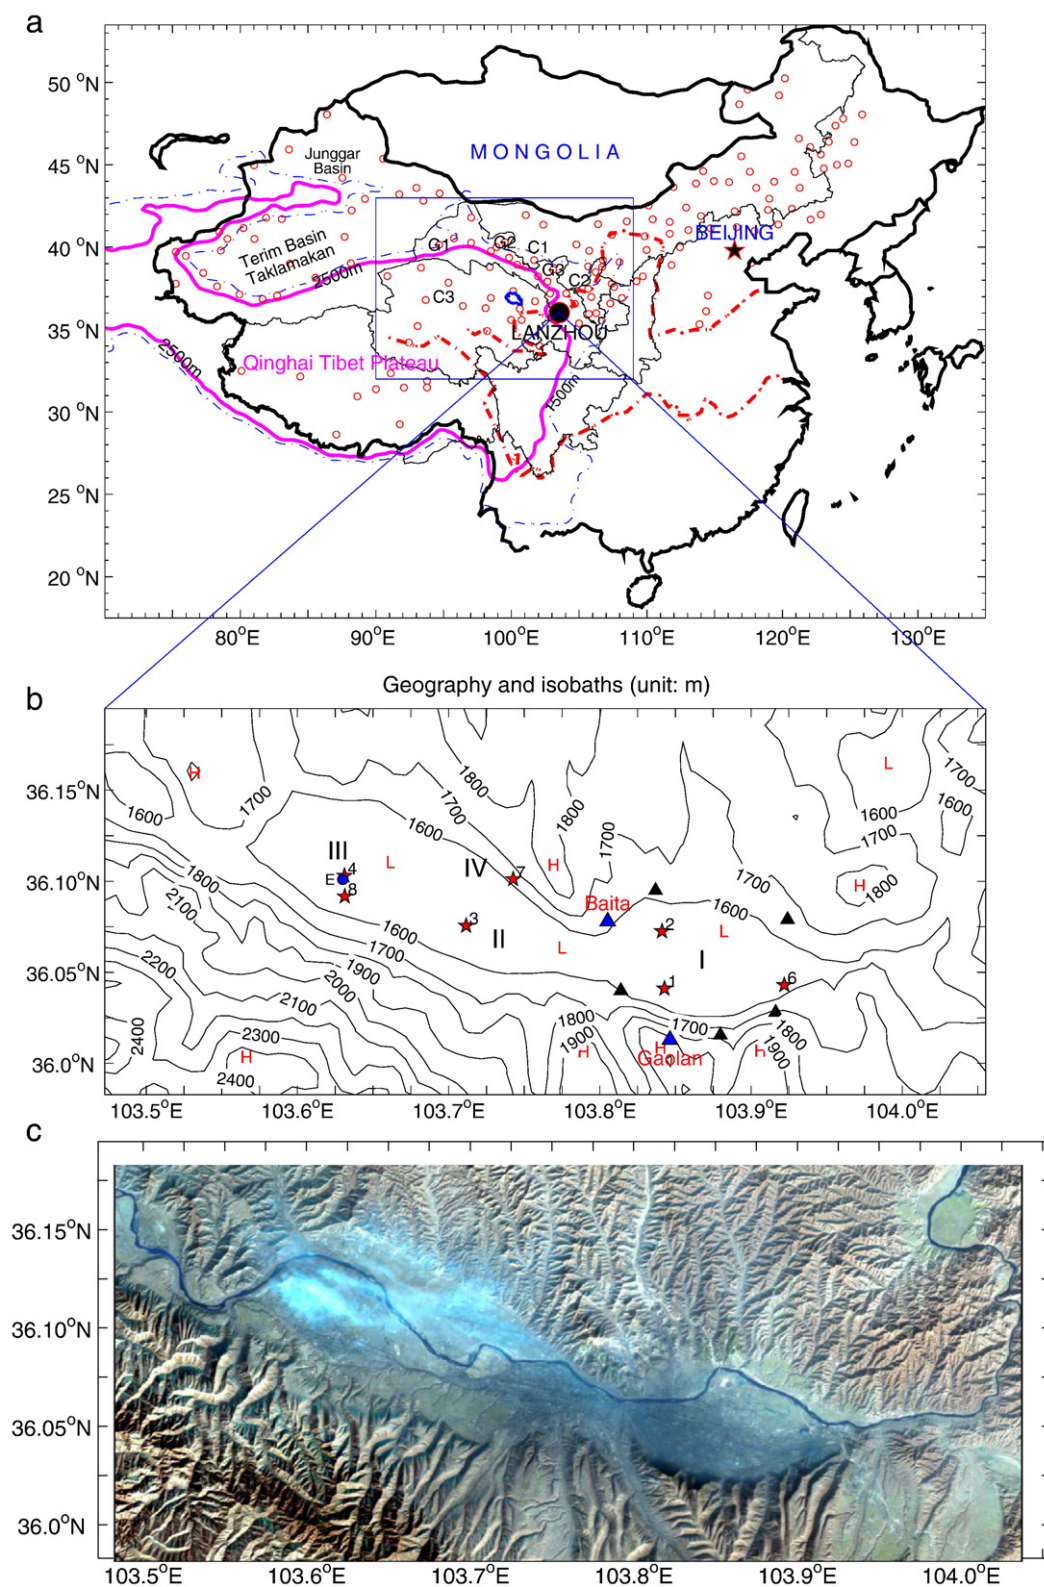 a
50 °N
45 °N
40 °N
35 °N
30 °N
25 °N
20 °N
80°E
90°E
100°E
110°E
120°E
130°E
Junggar
Basin
MONGOLIA
Terim Basin
Taklamakan
2500m
G1
G2
C1
G3
C2
C3
BEIJING
LANZHOU
2500m
Qinghai Tibet Plateau
1500m
b
Geography and isobaths (unit: m)
36.15°N
36.10°N
36.05°N
36.0°N
103.5°E
103.6°E
103.7°E
103.8°E
103.9°E
104.0°E
H
1600
1700
1800
1700
1600
1800
1700
L
1700
1600
1700
1600
1800
H
1700
III
4
E
8
L
IV
7
H
1800
2100
Baita
3
II
L
2
L
I
1
6
1600
1700
1900
2000
2100
2200
2300
2400
2400
H
1800
1900
H
1700
H
Gaolan
1800
1900
H
c
36.15°N
36.10°N
36.05°N
36.0°N
103.5°E
103.6°E
103.7°E
103.8°E
103.9°E
104.0°E